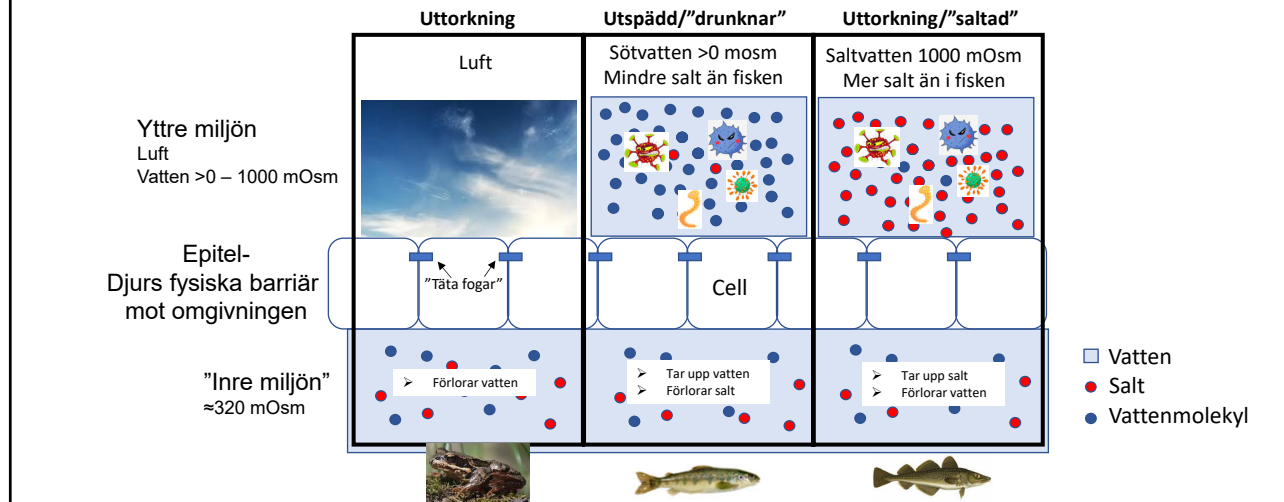 Uttorkning
Utspädd/”drunknar”
Uttorkning/”saltad”
Luft
Sötvatten >0 mosm
Mindre salt än fisken
Saltvatten 1000 mOsm
Mer salt än i fisken
Yttre miljön
Luft
Vatten >0 – 1000 mOsm
Epitel-
Djurs fysiska barriär
mot omgivningen
”Täta fogar”
Cell
”Inre miljön”
≈320 mOsm
➢ Förlorar vatten
➢ Tar upp vatten
➢ Förlorar salt
➢ Tar upp salt
➢ Förlorar vatten
Vatten
Salt
Vattenmolekyl